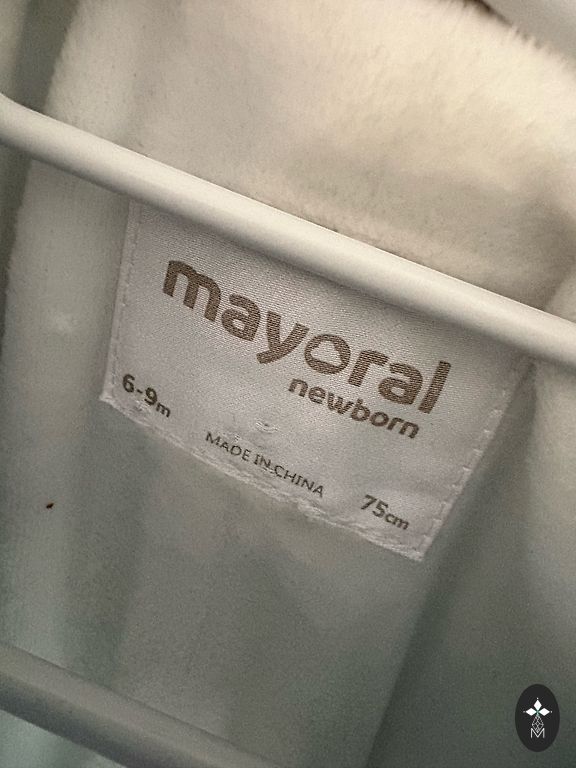 mayoral
newborn
6-9m
MADE IN CHINA
75cm
M